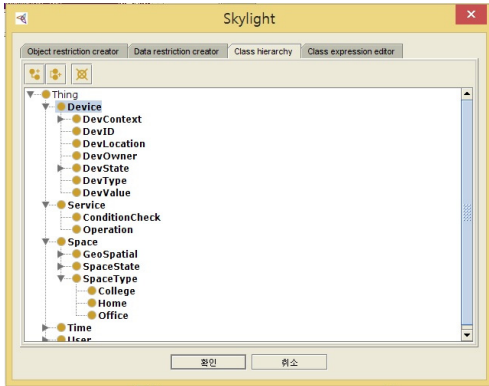 Skylight
Object restriction creator Data restriction creator Class hierarchy Class expression editor
Thing
Device
DevContext
DevID
DevLocation
DevOwner
DevState
DevType
DevValue
Service
ConditionCheck
Operation
Space
GeoSpatial
SpaceState
SpaceType
College
Home
Office
Time
User
확인 취소